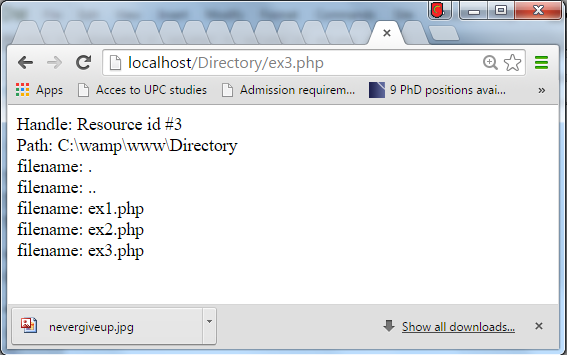 localhost/Directory/ex3.php
Apps Acces to UPC studies Admission requirem... 9 PhD positions avai... »
Handle: Resource id #3
Path: C:\wamp\www\Directory
filename: .
filename: ..
filename: ex1.php
filename: ex2.php
filename: ex3.php
nevergiveup.jpg Show all downloads...